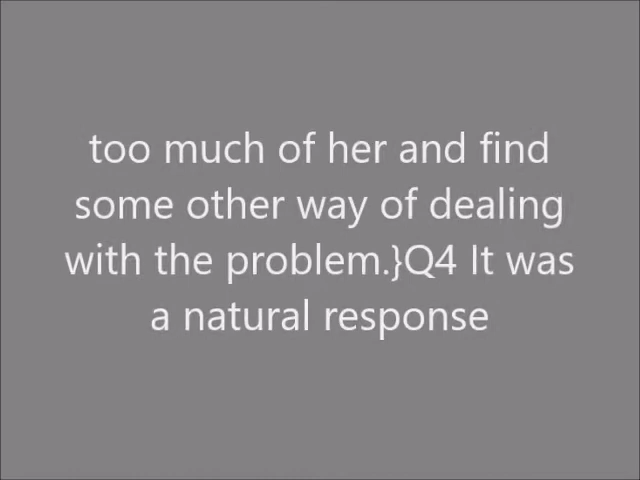 too much of her and find
some other way of dealing
with the problem.}Q4 It was
a natural response